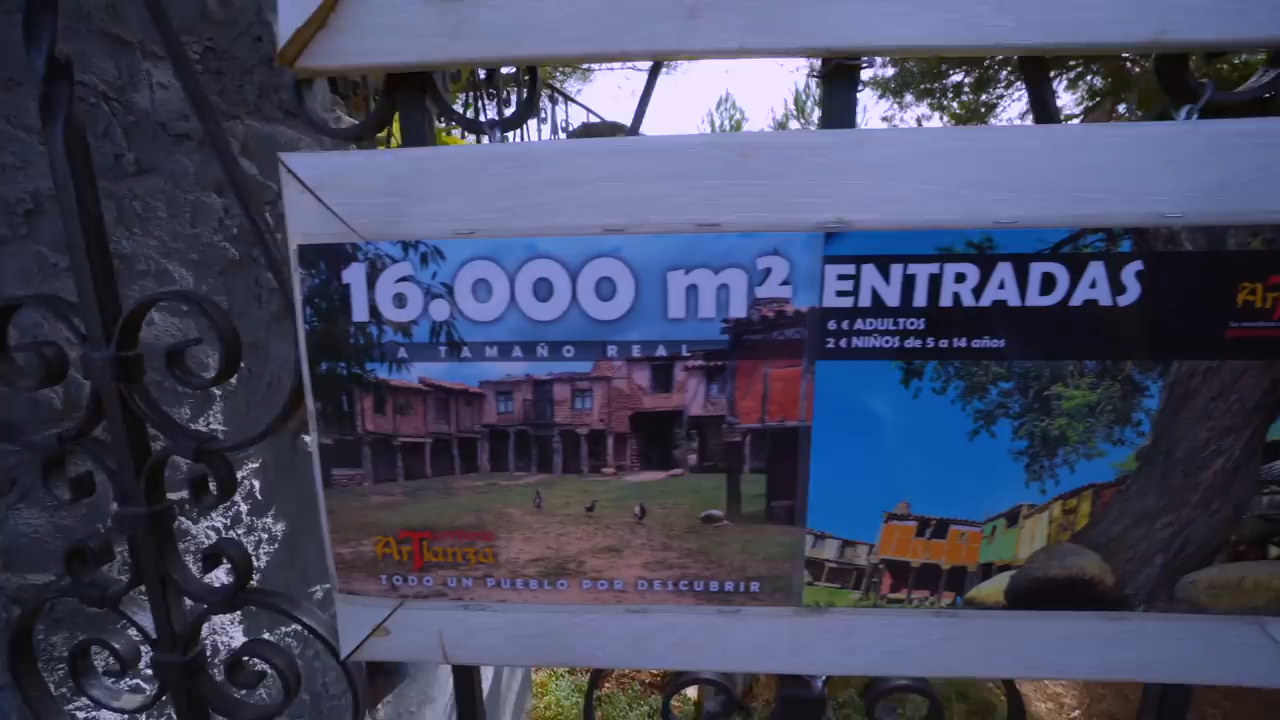 16.000 m²
A TAMAÑO REAL
ArTlanza
TODO UN PUEBLO POR DESCUBRIR
ENTRADAS
6 € ADULTOS
2 € NIÑOS de 5 a 14 años